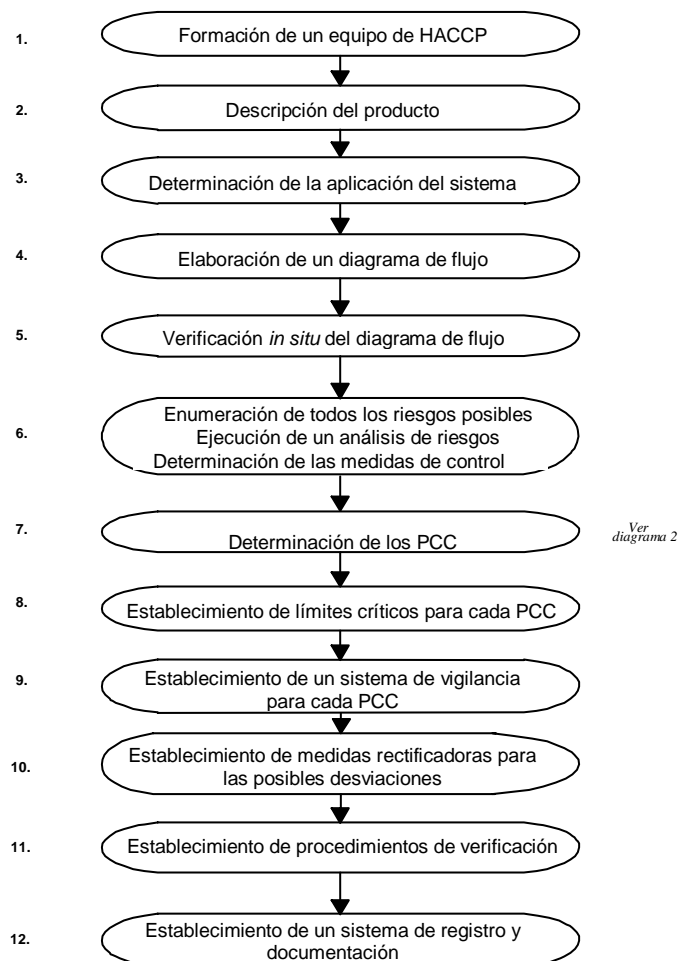 1. Formación de un equipo de HACCP
2. Descripción del producto
3. Determinación de la aplicación del sistema
4. Elaboración de un diagrama de flujo
5. Verificación in situ del diagrama de flujo
Enumeración de todos los riesgos posibles
6. Ejecución de un análisis de riesgos
Determinación de las medidas de control
7. Determinación de los PCC
Ver
diagrama 2
8. Establecimiento de límites críticos para cada PCC
9. Establecimiento de un sistema de vigilancia
para cada PCC
10. Establecimiento de medidas rectificadoras para
las posibles desviaciones
11. Establecimiento de procedimientos de verificación
12. Establecimiento de un sistema de registro y
documentación